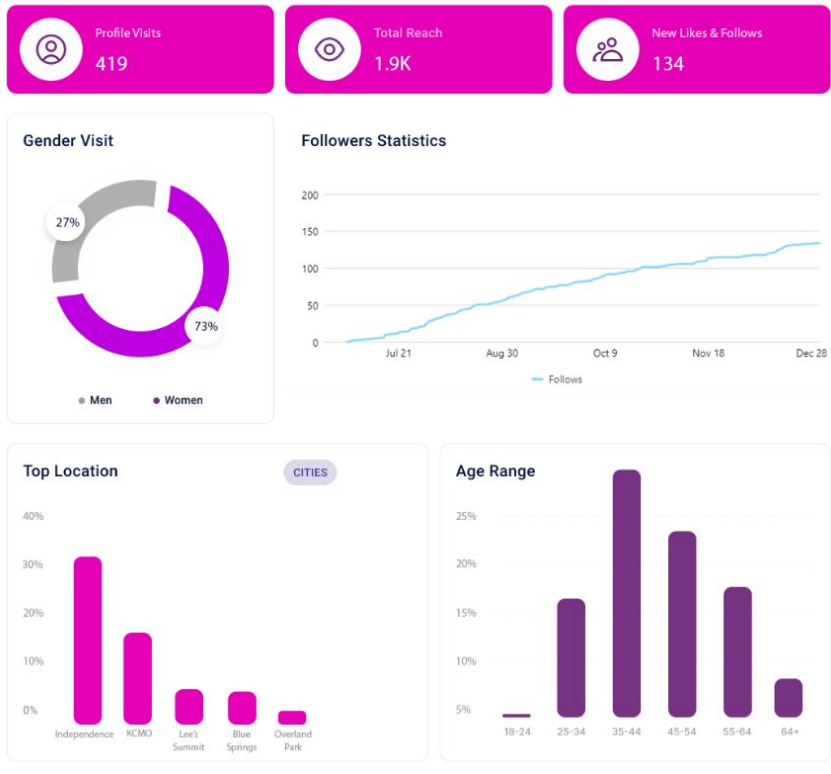 Profile Visits
419
Total Reach
1.9K
New Likes & Follows
134
Gender Visit
27%
73%
Men
Women
Followers Statistics
200
150
100
50
0
Jul 21
Aug 30
Oct 9
Nov 18
Dec 28
Follows
Top Location
CITIES
40%
30%
20%
10%
0%
Independence
KCMO
Lee's
Summit
Blue
Springs
Overland
Park
Age Range
25%
20%
15%
10%
5%
18-24
25-34
35-44
45-54
55-64
64+